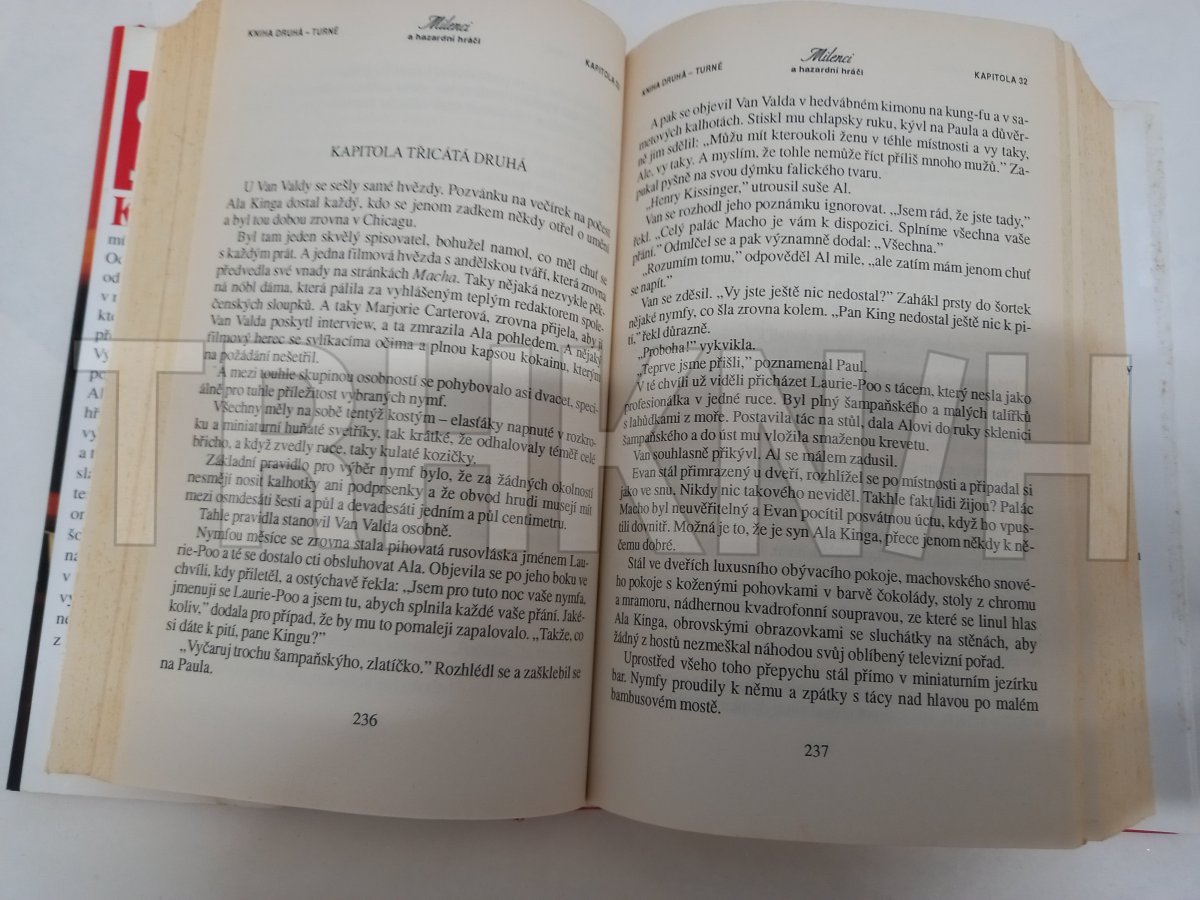 KNIHA DRUHÁ – TURNÉ
Milenci
a hazardní hráči
KAPITOLA
KAPITOLA TŘICÁTÁ DRUHÁ
U Van Valdy se sešly samé hvězdy. Pozvánku na večírek na počest
Ala Kinga dostal každý, kdo se jenom zadkem někdy otřel o umění
a byl tou dobou zrovna v Chicagu.
Byl tam jeden skvělý spisovatel, bohužel namol, co měl chuť se
s každým prát. A jedna filmová hvězda s andělskou tváří, která zrovna
předvedla své vnady na stránkách Macha. Taky nějaká nezvykle pěk-
ná nóbl dáma, která pálila za vyhlášeným teplým redaktorem spole-
čenských sloupků. A taky Marjorie Carterová, zrovna přijela, aby jí
Van Valda poskytl interview, a ta zmrazila Ala pohledem. A nějaký
filmový herec se svlíkacíma očima a plnou kapsou kokainu, kterým
na požádání nešetřil.
A mezi touhle skupinou osobností se pohybovalo asi dvacet, speci-
álně pro tuhle příležitost vybraných nymf.
Všechny měly na sobě tentýž kostým – elasťáky napnuté v rozkro-
ku a miniaturní huňaté svetříky, tak krátké, že odhalovaly téměř celé
břicho, a když zvedly ruce, taky kulaté kozičky.
Základní pravidlo pro výběr nymf bylo, že za žádných okolností
nesmějí nosit kalhotky ani podprsenky a že obvod hrudi musejí mít
mezi osmdesáti šesti a půl a devadesáti jedním a půl centimetru.
Tahle pravidla stanovil Van Valda osobně.
Nymfou měsíce se zrovna stala pihovatá rusovláska jménem Lau-
rie-Poo a té se dostalo cti obsluhovat Ala. Objevila se po jeho boku ve
chvíli, kdy přiletěl, a ostýchavě řekla: „Jsem pro tuto noc vaše nymfa,
jmenuji se Laurie-Poo a jsem tu, abych splnila každé vaše přání. Jaké-
koliv,” dodala pro případ, že by mu to pomaleji zapalovalo. „Takže, co
si dáte k pití, pane Kingu?”
„Vyčaruj trochu šampaňskýho, zlatíčko.” Rozhlédl se a zašklebil se
na Paula.
236
KNIHA DRUHÁ – TURNÉ
Milenci
a hazardní hráči
KAPITOLA 32
A pak se objevil Van Valda v hedvábném kimonu na kung-fu a v sa-
metových kalhotách. Stiskl mu chlapsky ruku, kývl na Paula a důvěr-
ně jim sdělil: „Můžu mít kteroukoli ženu v téhle místnosti a vy taky,
Ale, vy taky. A myslím, že tohle nemůže říct příliš mnoho mužů.” Za-
pukal pyšně na svou dýmku falického tvaru.
„Henry Kissinger,” utrousil suše Al.
Van se rozhodl jeho poznámku ignorovat. „Jsem rád, že jste tady,”
řekl. „Celý palác Macho je vám k dispozici. Splníme všechna vaše
přání.” Odmlčel se a pak významně dodal: „Všechna.”
„Rozumím tomu,” odpověděl Al mile, „ale zatím mám jenom chuť
se napít.”
Van se zděsil. „Vy jste ještě nic nedostal?” Zahákl prsty do šortek
nějaké nymfy, co šla zrovna kolem. „Pan King nedostal ještě nic k pi-
tí,” řekl důrazně.
„Proboha!” vykvikla.
„Teprve jsme přišli,” poznamenal Paul.
V té chvíli už viděli přicházet Laurie-Poo s tácem, který nesla jako
profesionálka v jedné ruce. Byl plný šampaňského a malých talířků
s lahůdkami z moře. Postavila tác na stůl, dala Alovi do ruky sklenici
šampaňského a do úst mu vložila smaženou krevetu.
Van souhlasně přikývl. Al se málem zadusil.
Evan stál přimrazený u dveří, rozhlížel se po místnosti a připadal si
jako ve snu. Nikdy nic takového neviděl. Takhle fakt lidi žijou? Palác
Macho byl neuvěřitelný a Evan pocítil posvátnou úctu, když ho vpus-
tili dovnitř. Možná je to, že je syn Ala Kinga, přece jenom někdy k ně-
čemu dobré.
Stál ve dveřích luxusního obývacího pokoje, machovského snové-
ho pokoje s koženými pohovkami v barvě čokolády, stoly z chromu
a mramoru, nádhernou kvadrofonní soupravou, ze které se linul hlas
Ala Kinga, obrovskými obrazovkami se sluchátky na stěnách, aby
žádný z hostů nezmeškal náhodou svůj oblíbený televizní pořad.
Uprostřed všeho toho přepychu stál přímo v miniaturním jezírku
bar. Nymfy proudily k němu a zpátky s tácy nad hlavou po malém
bambusovém mostě.
237